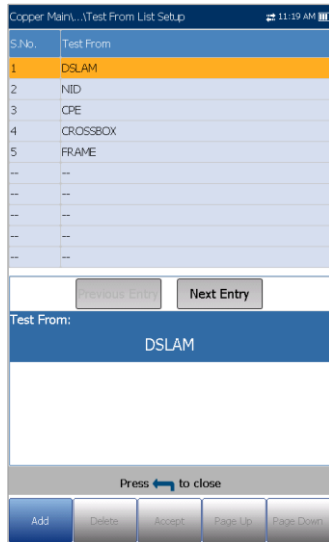 Copper Main\...\Test From List Setup 11:19 AM
S.No. Test From
1 DSLAM
2 NID
3 CPE
4 CROSSBOX
5 FRAME
-- --
-- --
-- --
-- --
-- --
Previous Entry Next Entry
Test From:
DSLAM
Press to close
Add Delete Accept Page Up Page Down